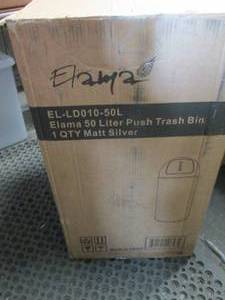 Elama
EL-LD010-50L
Elama 50 Liter Push Trash Bin
1 QTY Matt Silver